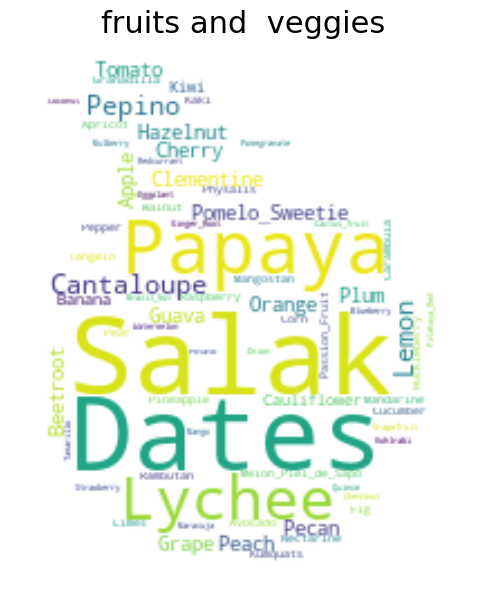 fruits and  veggies
Tomato
Granadilla
Kiwi
Kaki
Pepino
Apricot
Hazelnut
Mulberry
Cherry
Pomegranate
Redcurrant
Apple
Clementine
Physalis
Eggplant
Walnut
Pomelo_Sweetie
Pepper
Ginger_Root
Cactus_fruit
Carambula
Papaya
Tangelo
Mangostan
Cantaloupe
Banana
Brazil_Nut
Raspberry
Orange
Plum
Guava
Corn
Passion_Fruit
Blueberry
Lemon
Huckleberry
Pitahaya_Red
Watermelon
Pear
Salak
Potato
Onion
Beetroot
Pineapple
Cauliflower
Mandarine
Cucumber
Dates
Tamarillo
Mango
Grapefruit
Kohlrabi
Rambutan
Melon_Piel_de_Sapo
Strawberry
Lychee
Quince
Chestnut
Fig
Limes
Maracuja
Avocado
Pecan
Nectarine
Grape
Peach
Kumquats